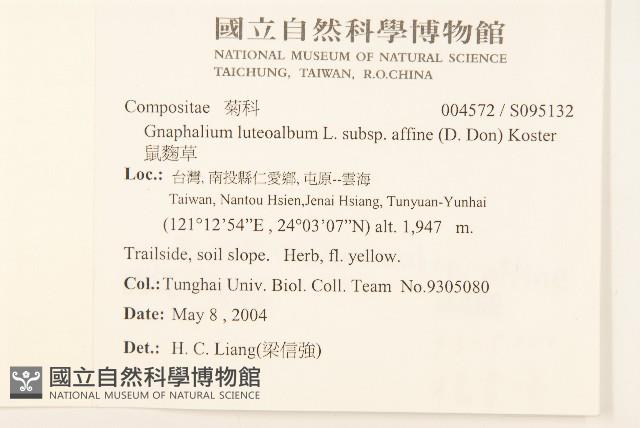 國立自然科學博物館
NATIONAL MUSEUM OF NATURAL SCIENCE
TAICHUNG, TAIWAN, R.O.CHINA
Compositae 菊科 004572 / S095132
Gnaphalium luteoalbum L. subsp. affine (D. Don) Koster
鼠麴草
Loc.: 台灣, 南投縣仁愛鄉, 屯原--雲海
Taiwan, Nantou Hsien,Jenai Hsiang, Tunyuan-Yunhai
(121°12'54"E , 24°03'07"N) alt. 1,947 m.
Trailside, soil slope. Herb, fl. yellow.
Col.: Tunghai Univ. Biol. Coll. Team No.9305080
Date: May 8 , 2004
Det.: H. C. Liang(梁信強)
國立自然科學博物館
NATIONAL MUSEUM OF NATURAL SCIENCE